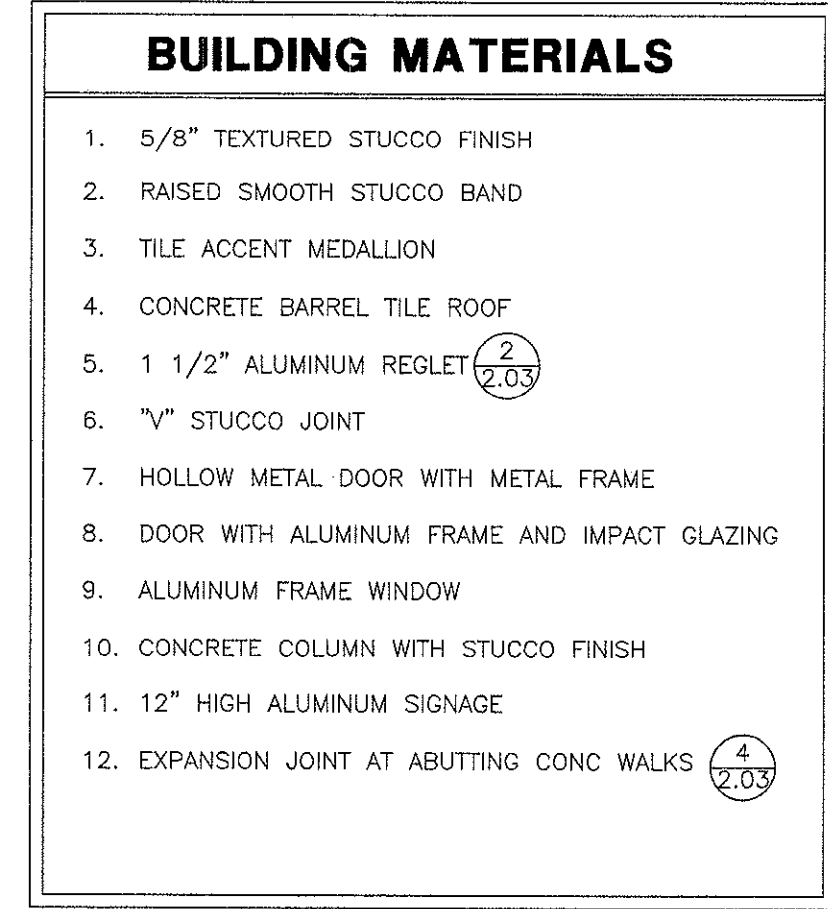 BUILDING MATERIALS
1. 5/8" TEXTURED STUCCO FINISH
2. RAISED SMOOTH STUCCO BAND
3. TILE ACCENT MEDALLION
4. CONCRETE BARREL TILE ROOF
5. 1 1/2" ALUMINUM REGLET 2 2.03
6. "V" STUCCO JOINT
7. HOLLOW METAL DOOR WITH METAL FRAME
8. DOOR WITH ALUMINUM FRAME AND IMPACT GLAZING
9. ALUMINUM FRAME WINDOW
10. CONCRETE COLUMN WITH STUCCO FINISH
11. 12" HIGH ALUMINUM SIGNAGE
12. EXPANSION JOINT AT ABUTTING CONC WALKS 4 2.03